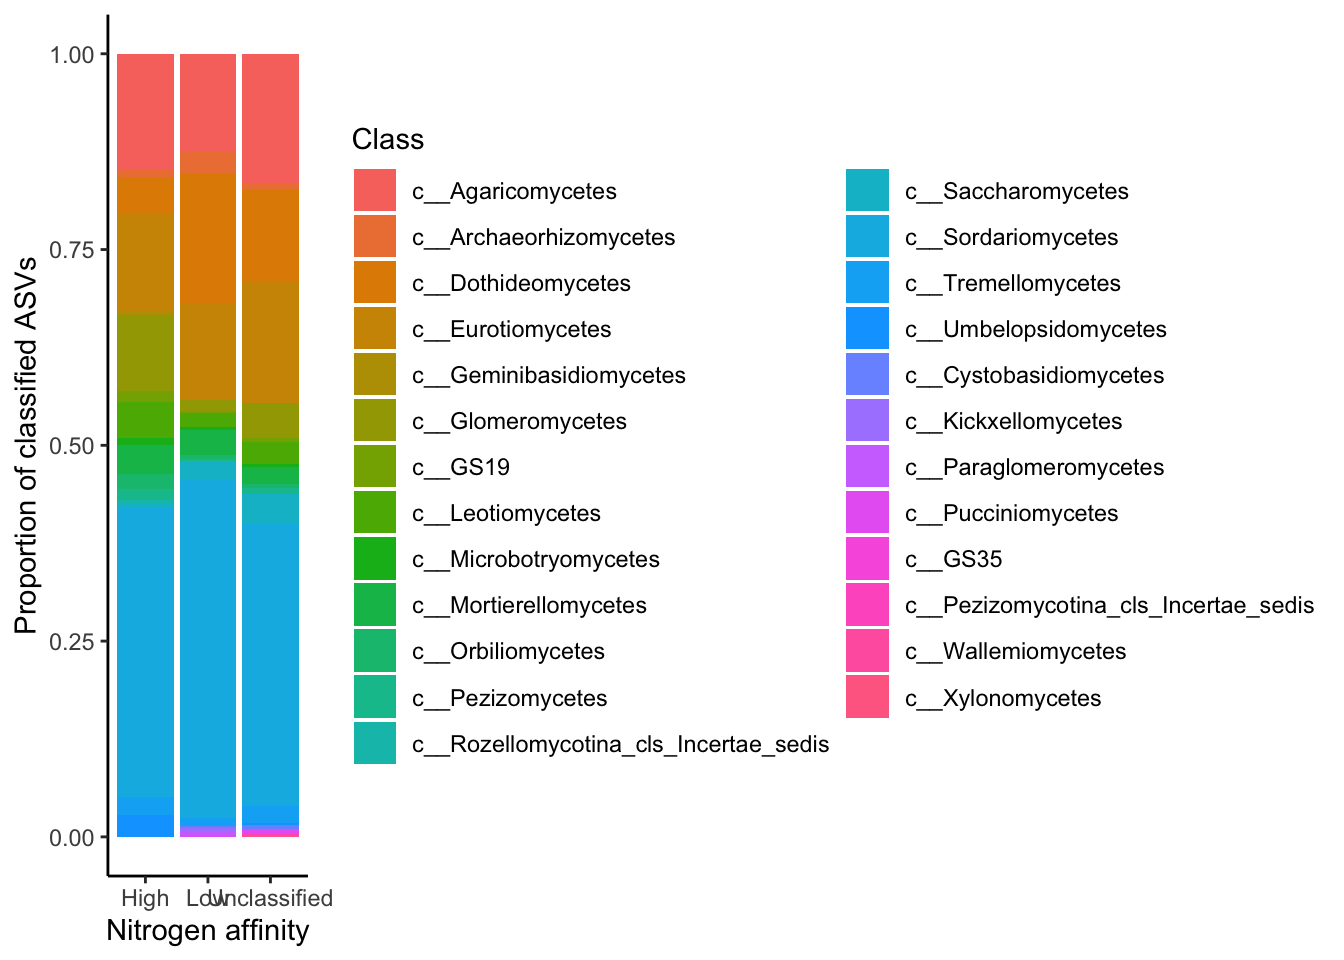 Proportion of classified ASVs
1.00
0.75
0.50
0.25
0.00
High
Low
Unclassified
Nitrogen affinity
Class
c__Agaricomycetes
c__Archaeorhizomycetes
c__Dothideomycetes
c__Eurotiomycetes
c__Geminibasidiomycetes
c__Glomeromycetes
c__GS19
c__Leotiomycetes
c__Microbotryomycetes
c__Mortierellomycetes
c__Orbiliomycetes
c__Pezizomycetes
c__Rozellomycotina_cls_Incertae_sedis
c__Saccharomycetes
c__Sordariomycetes
c__Tremellomycetes
c__Umbelopsidomycetes
c__Cystobasidiomycetes
c__Kickxellomycetes
c__Paraglomeromycetes
c__Pucciniomycetes
c__GS35
c__Pezizomycotina_cls_Incertae_sedis
c__Wallemiomycetes
c__Xylonomycetes